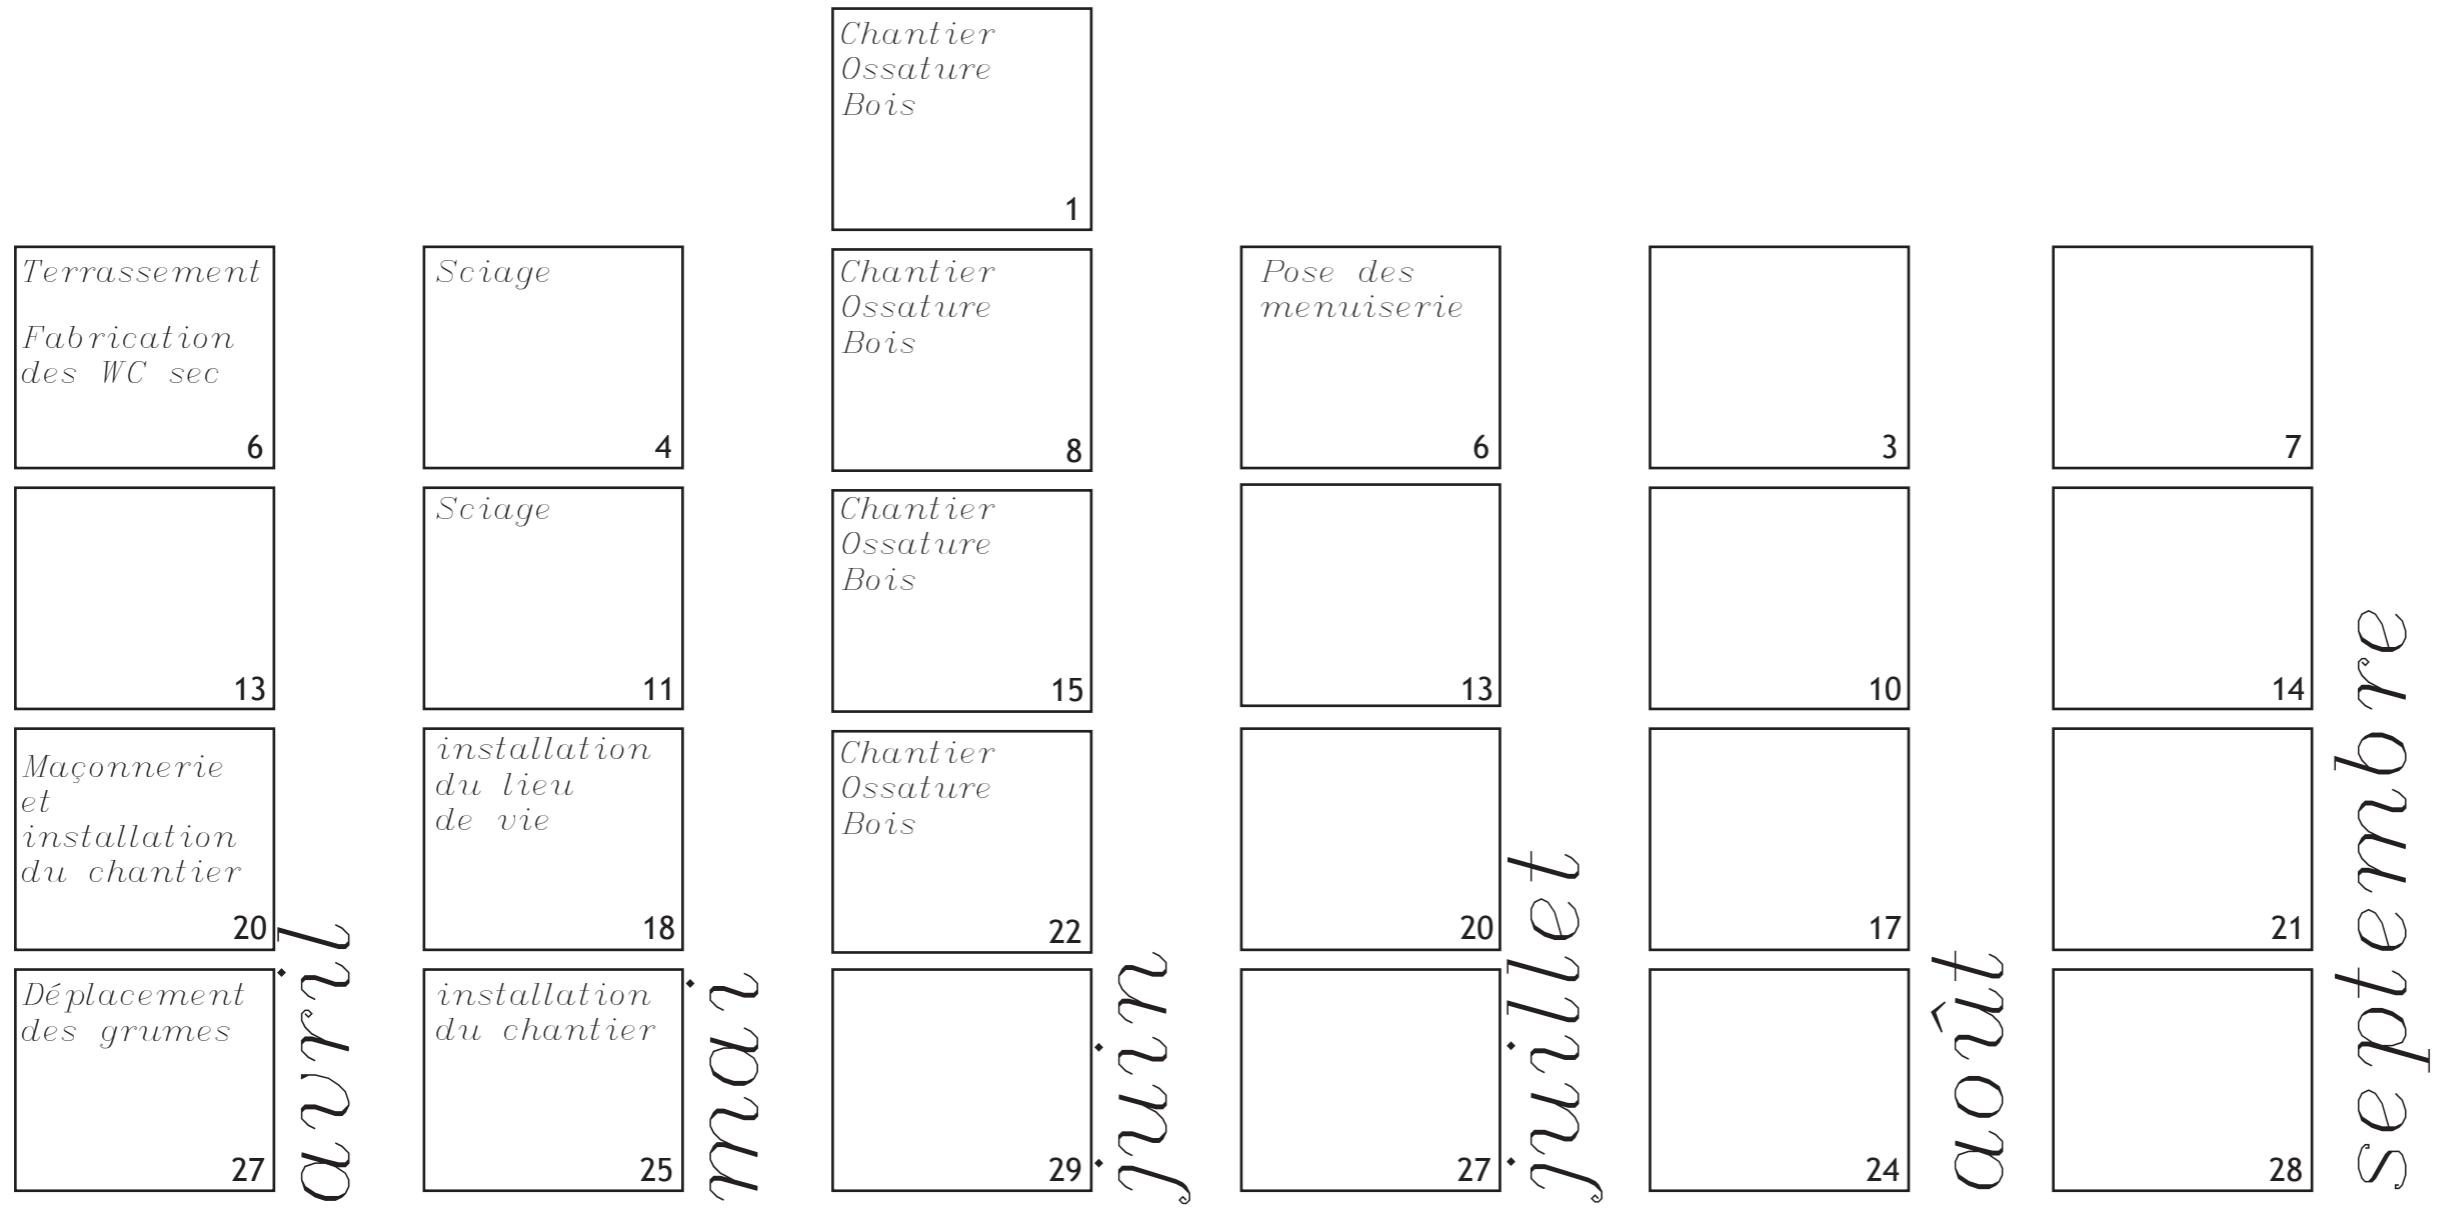 Terrassement
Fabrication
des WC sec
6
13
Maçonnerie
et
installation
du chantier
20
Déplacement
des grumes
27
avril
Sciage
4
Sciage
11
installation
du lieu
de vie
18
installation
du chantier
25
mai
Chantier
Ossature
Bois
1
Chantier
Ossature
Bois
8
Chantier
Ossature
Bois
15
Chantier
Ossature
Bois
22
29
juin
Pose des
menuiserie
6
13
20
27
juillet
3
10
17
24
août
7
14
21
28
septembre